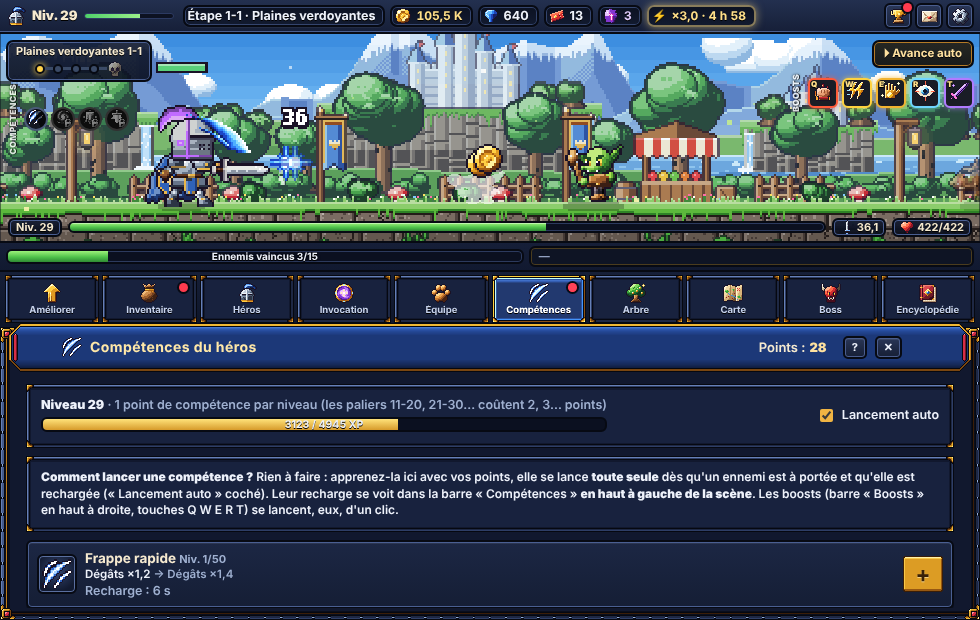 Niv. 29
Étape 1-1 · Plaines verdoyantes
105,5 K
640
13
3
×3,0 · 4 h 58
Plaines verdoyantes 1-1
Avance auto
COMPÉTENCES
BOOSTS
Q
W
E
R
T
36
Niv. 29
36,1
422/422
Ennemis vaincus 3/15
—
Améliorer
Inventaire
Héros
Invocation
Équipe
Compétences
Arbre
Carte
Boss
Encyclopédie
Compétences du héros
Points : 28
?
×
Niveau 29 · 1 point de compétence par niveau (les paliers 11-20, 21-30... coûtent 2, 3... points)
3123 / 4945 XP
Lancement auto
Comment lancer une compétence ? Rien à faire : apprenez-la ici avec vos points, elle se lance toute seule dès qu'un ennemi est à portée et qu'elle est
rechargée (« Lancement auto » coché). Leur recharge se voit dans la barre « Compétences » en haut à gauche de la scène. Les boosts (barre « Boosts »
en haut à droite, touches Q W E R T) se lancent, eux, d'un clic.
Frappe rapide Niv. 1/50
Dégâts ×1,2 → Dégâts ×1,4
Recharge : 6 s
+